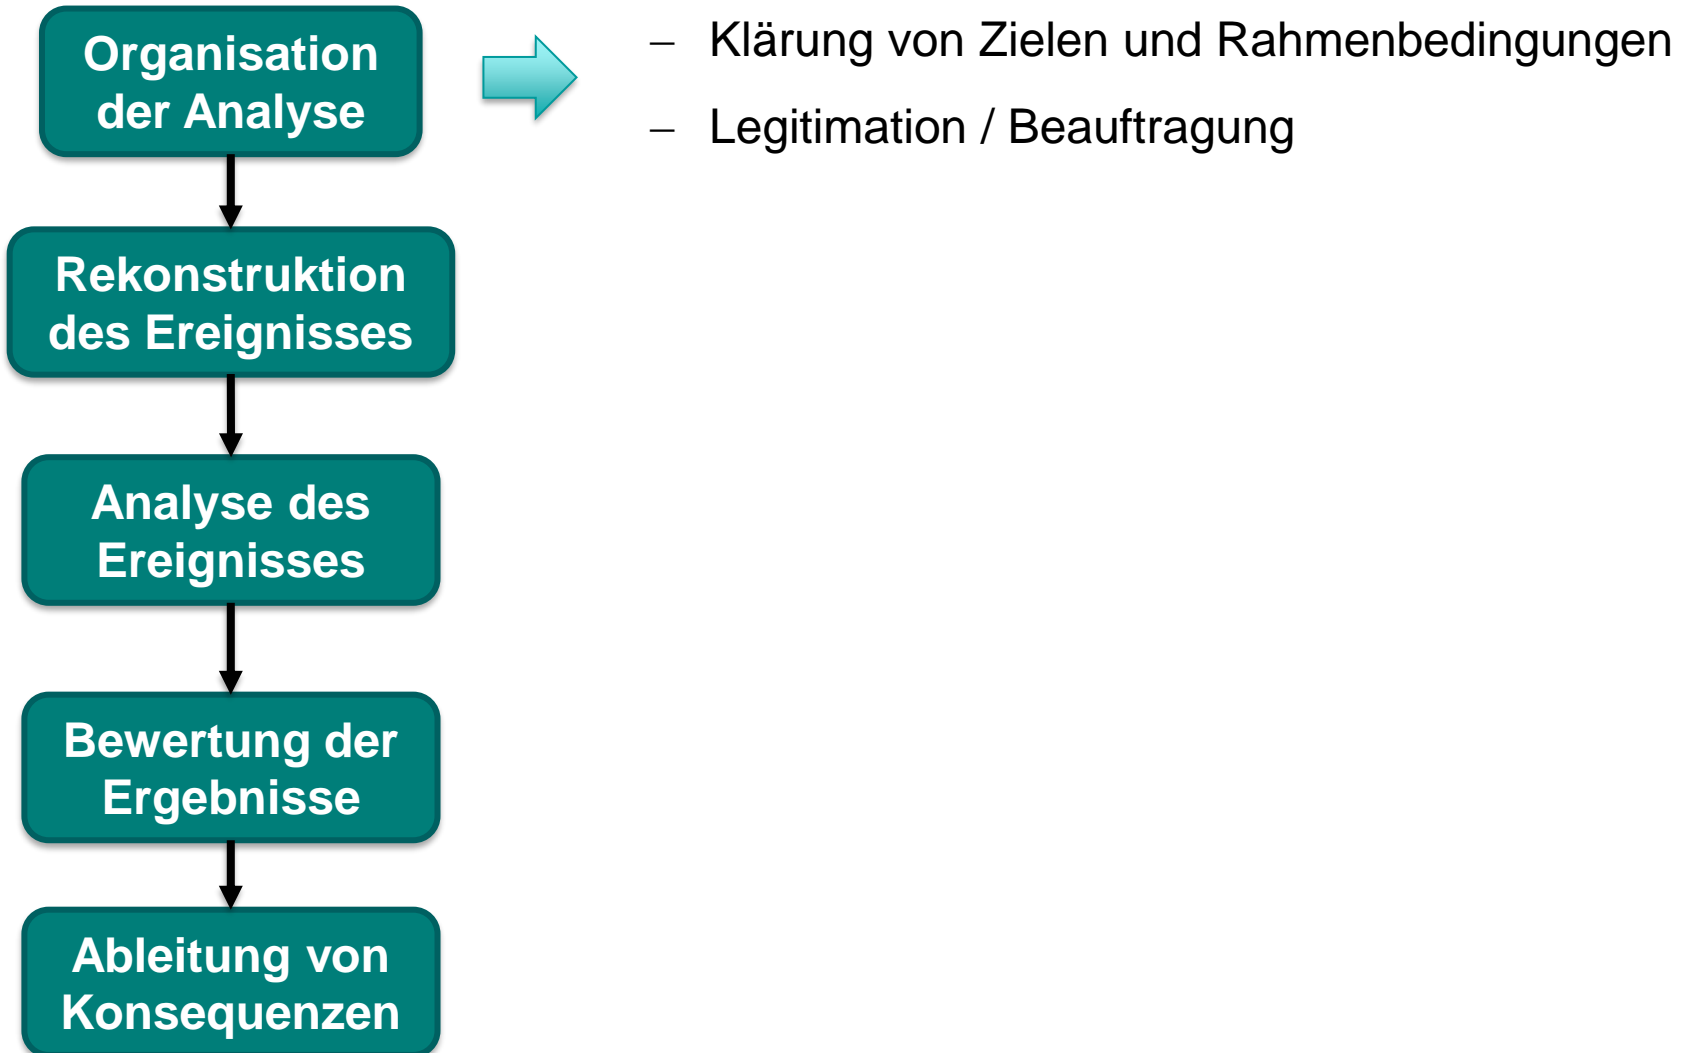 Organisation
der Analyse
– Klärung von Zielen und Rahmenbedingungen
– Legitimation / Beauftragung
Rekonstruktion
des Ereignisses
Analyse des
Ereignisses
Bewertung der
Ergebnisse
Ableitung von
Konsequenzen